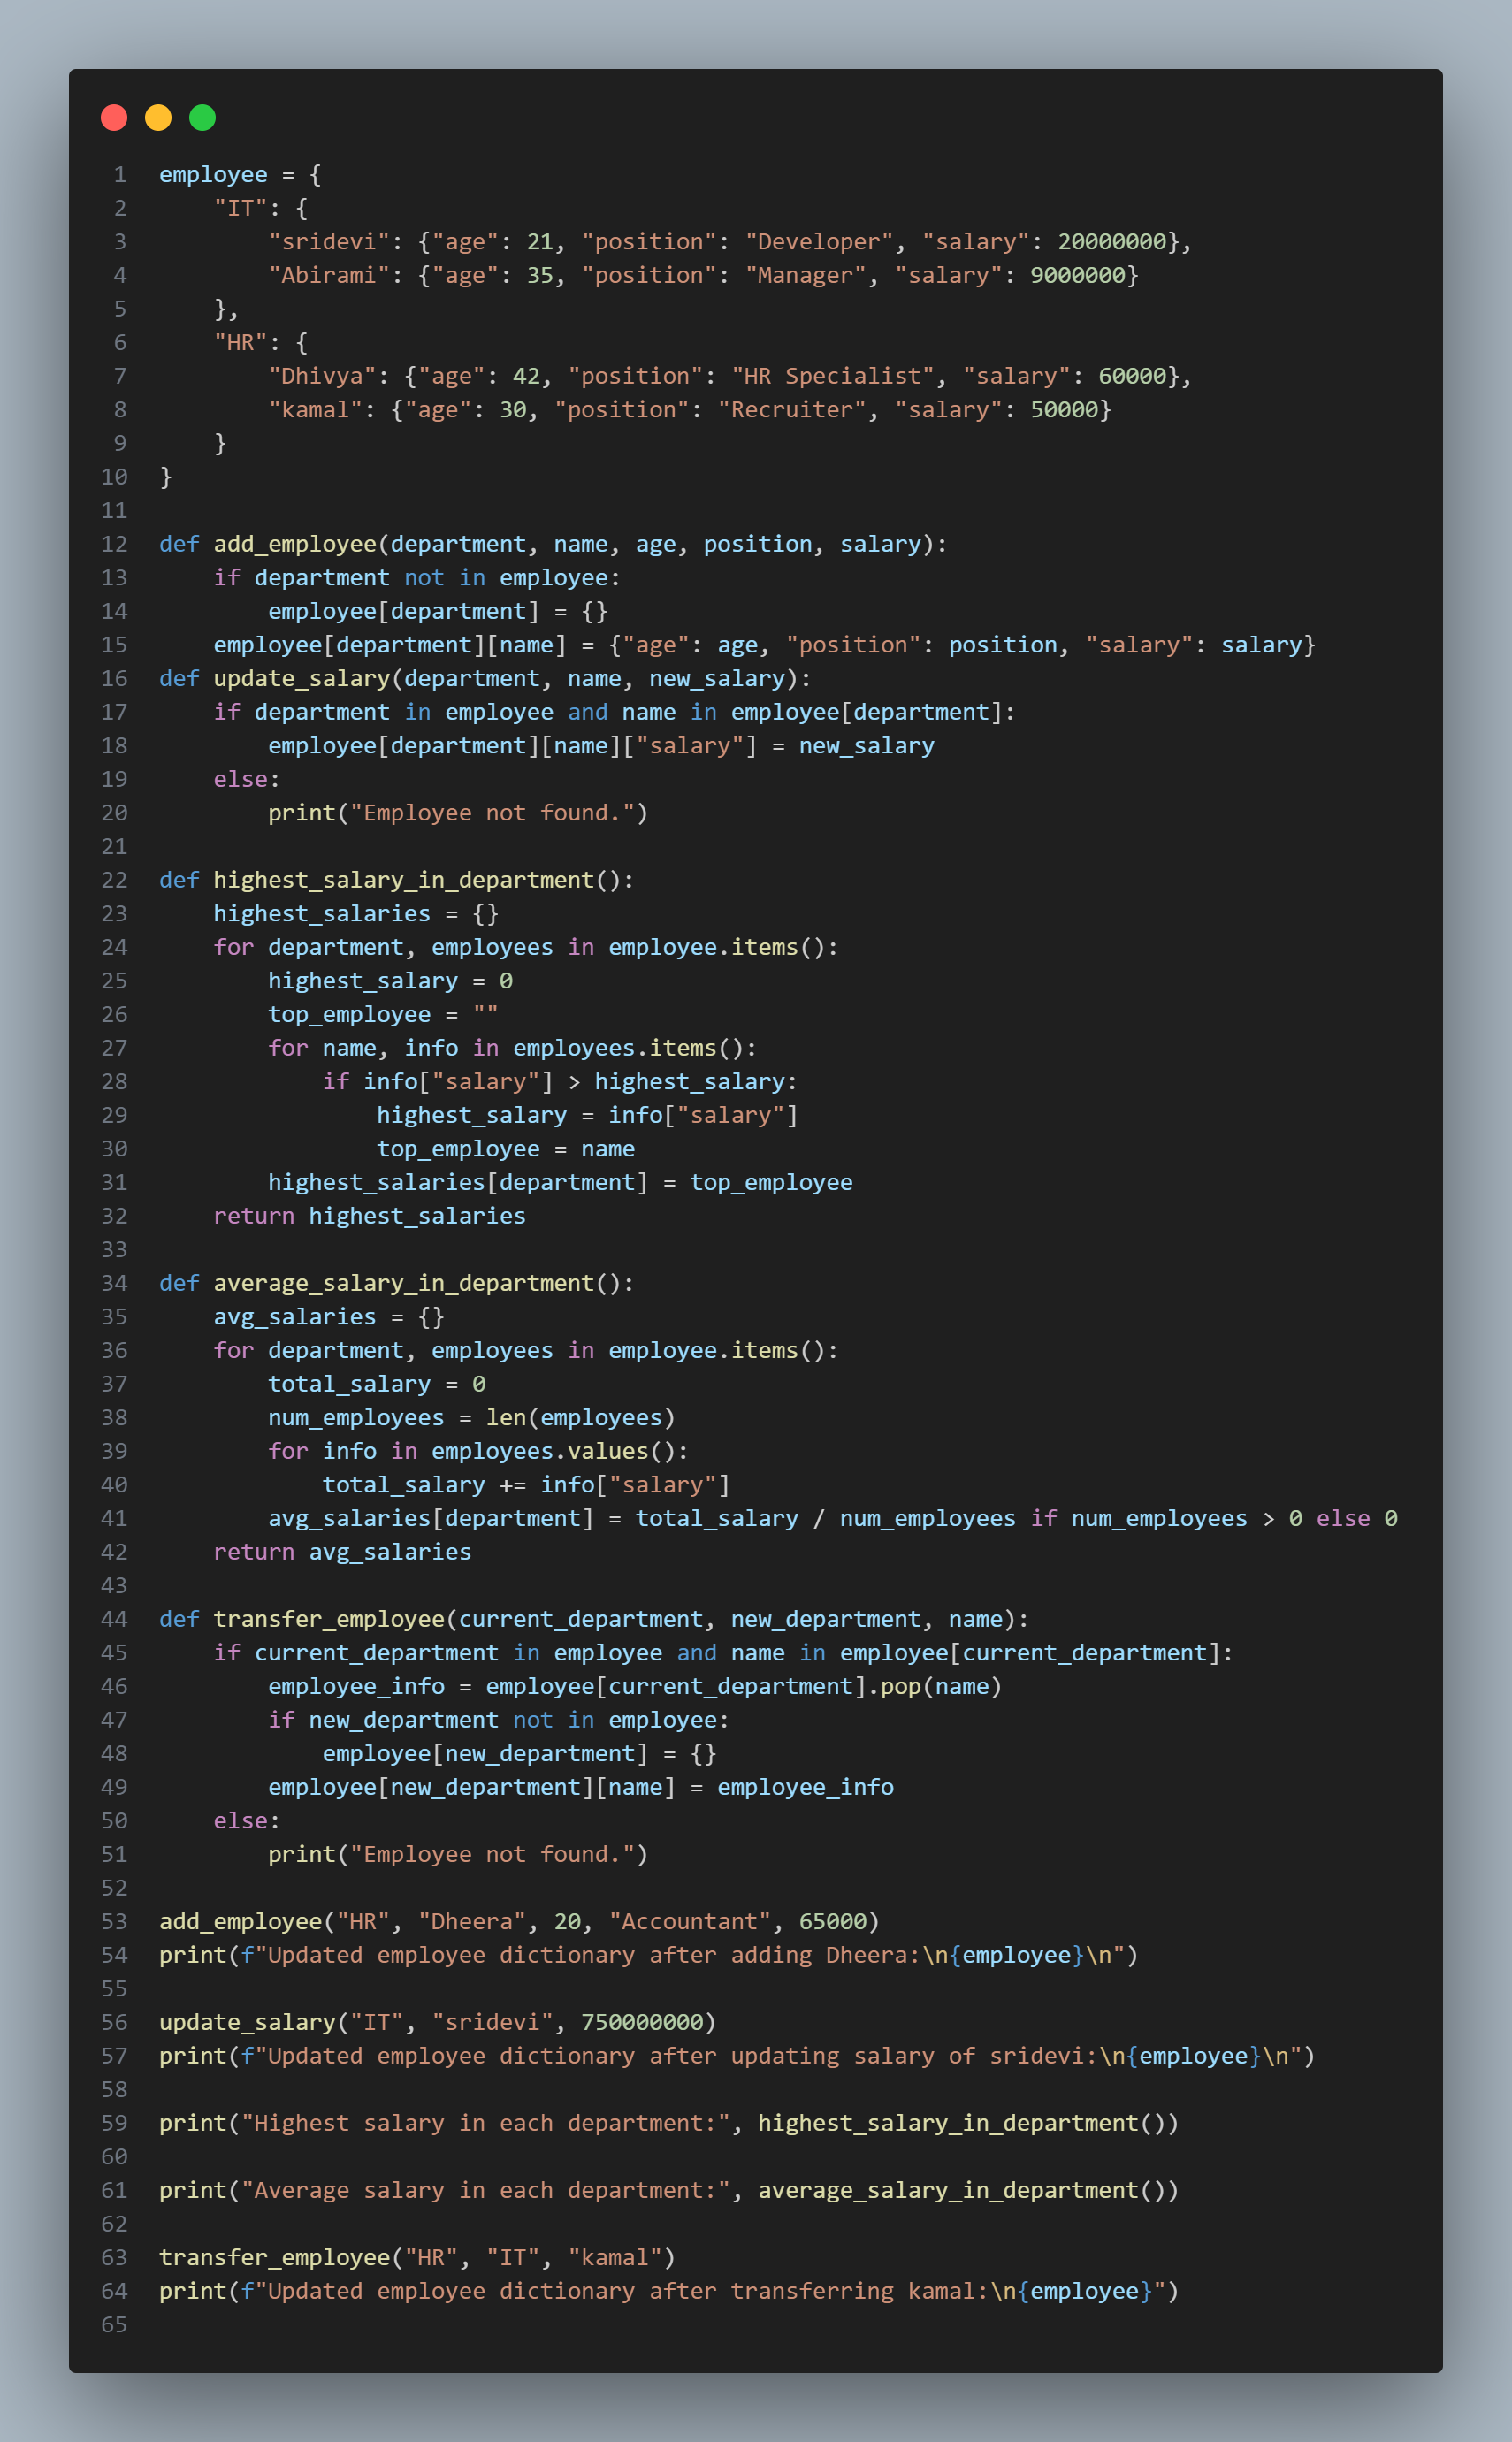 1 employee = {
2     "IT": {
3         "sridevi": {"age": 21, "position": "Developer", "salary": 20000000},
4         "Abirami": {"age": 35, "position": "Manager", "salary": 9000000}
5     },
6     "HR": {
7         "Dhivya": {"age": 42, "position": "HR Specialist", "salary": 60000},
8         "kamal": {"age": 30, "position": "Recruiter", "salary": 50000}
9     }
10 }
11
12 def add_employee(department, name, age, position, salary):
13     if department not in employee:
14         employee[department] = {}
15     employee[department][name] = {"age": age, "position": position, "salary": salary}
16 def update_salary(department, name, new_salary):
17     if department in employee and name in employee[department]:
18         employee[department][name]["salary"] = new_salary
19     else:
20         print("Employee not found.")
21
22 def highest_salary_in_department():
23     highest_salaries = {}
24     for department, employees in employee.items():
25         highest_salary = 0
26         top_employee = ""
27         for name, info in employees.items():
28             if info["salary"] > highest_salary:
29                 highest_salary = info["salary"]
30                 top_employee = name
31         highest_salaries[department] = top_employee
32     return highest_salaries
33
34 def average_salary_in_department():
35     avg_salaries = {}
36     for department, employees in employee.items():
37         total_salary = 0
38         num_employees = len(employees)
39         for info in employees.values():
40             total_salary += info["salary"]
41         avg_salaries[department] = total_salary / num_employees if num_employees > 0 else 0
42     return avg_salaries
43
44 def transfer_employee(current_department, new_department, name):
45     if current_department in employee and name in employee[current_department]:
46         employee_info = employee[current_department].pop(name)
47         if new_department not in employee:
48             employee[new_department] = {}
49         employee[new_department][name] = employee_info
50     else:
51         print("Employee not found.")
52
53 add_employee("HR", "Dheera", 20, "Accountant", 65000)
54 print(f"Updated employee dictionary after adding Dheera:\n{employee}\n")
55
56 update_salary("IT", "sridevi", 750000000)
57 print(f"Updated employee dictionary after updating salary of sridevi:\n{employee}\n")
58
59 print("Highest salary in each department:", highest_salary_in_department())
60
61 print("Average salary in each department:", average_salary_in_department())
62
63 transfer_employee("HR", "IT", "kamal")
64 print(f"Updated employee dictionary after transferring kamal:\n{employee}")
65